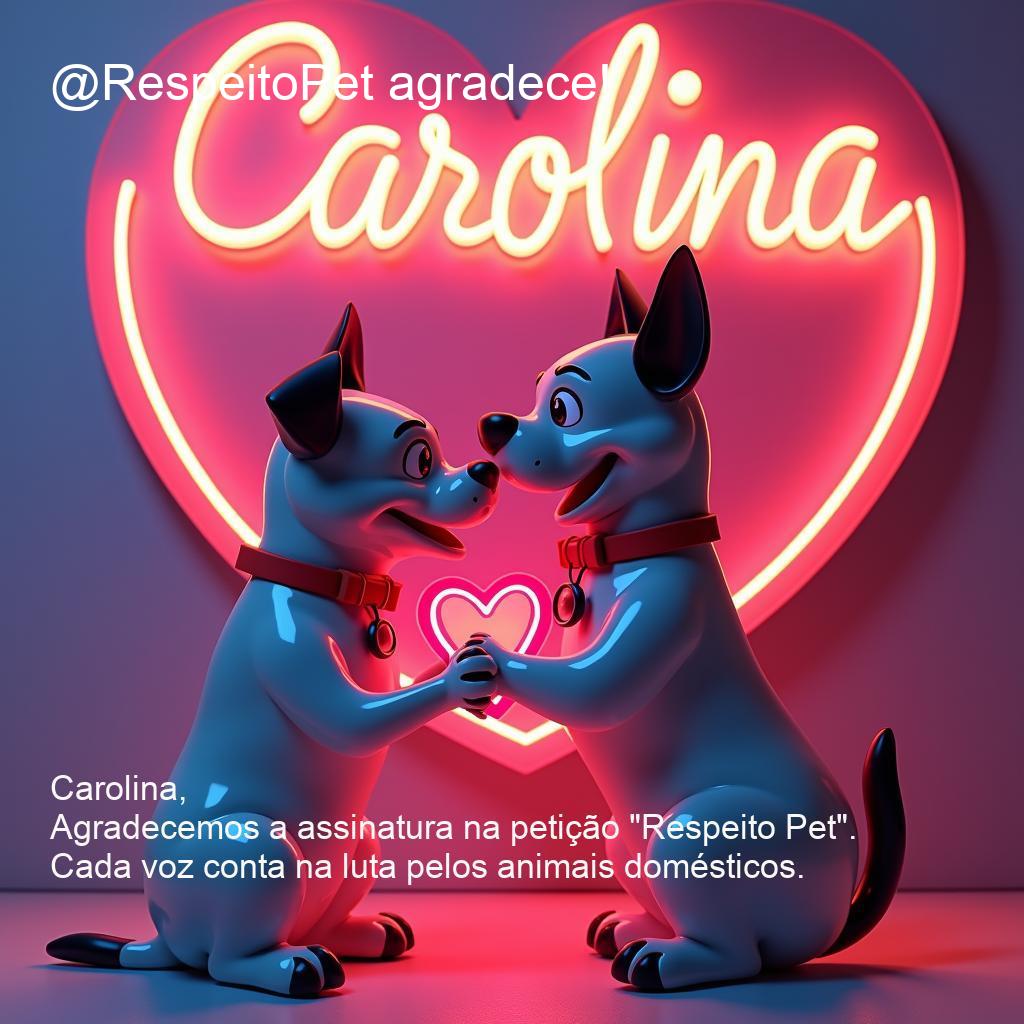 @RespeitoPet agradece!
Carolina
Carolina,
Agradecemos a assinatura na petição "Respeito Pet".
Cada voz conta na luta pelos animais domésticos.